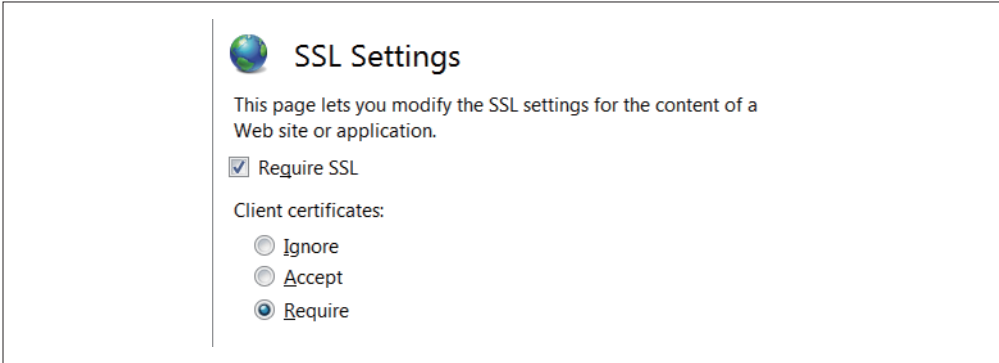 SSL Settings
This page lets you modify the SSL settings for the content of a
Web site or application.
Require SSL
Client certificates:
Ignore
Accept
Require